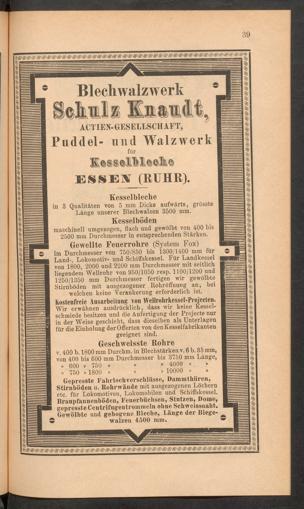 39
Blechwalzwerk
Schulz Knaudt,
ACTIEN-GESELLSCHAFT,
Puddel- und Walzwerk
für
Kesselbleche
ESSEN (RUHR).
Kesselbleche
in 3 Qualitäten von 5 mm Dicke aufwärts, grösste
Länge unserer Blechwalzen 3500 mm.
Kesselböden
maschinell umgezogen, flach und gewölbt von 400 bis
2500 mm Durchmesser in entsprechenden Stärken.
Gewellte Feuerrohre (System Fox)
im Durchmesser von 750/850 bis 1300/1400 mm für
Land-, Lokomotiv- und Schiffskessel. Für Landkessel
von 1800, 2000 und 2200 mm Durchmesser mit seitlich
liegendem Wellrohr von 950/1050 resp. 1100/1200 und
1250/1350 mm Durchmesser fertigen wir gewölbte
Stirnböden mit ausgezogener Rohröffnung an, bei
welchen keine Verankerung erforderlich ist.
kostenfreie Ausarbeitung von Wellrohrkessel-Projecten.
Wir erwähnen ausdrücklich, dass wir keine Kessel-
schmiede besitzen und die Anfertigung der Projecte nur
in der Weise geschieht, dass dieselben als Unterlagen
für die Einholung der Offerten von den Kesselfabrikanten
geeignet sind.
Geschweisste Rohre
v. 400 b. 1800 mm Durchm. in Blechstärken v. 6 b. 35 mm,
von 400 bis 600 mm Durchmesser bis 3750 mm Länge,
» 600 » 750 » » 4000 » »
» 750 » 1800 » » 10000 » »
Gepresste Fahrlochverschlüsse, Dammthüren,
Stirnböden u. Rohrwände mit ausgezogenen Löchern
etc. für Lokomotiven, Lokomobilen und Schiffskessel.
Braupfannenböden, Feuerbüchsen, Stutzen, Dome,
gepresste Centrifugentrommeln ohne Schweissnaht,
Gewölbte und gebogene Bleche, Länge der Biege-
walzen 4500 mm.